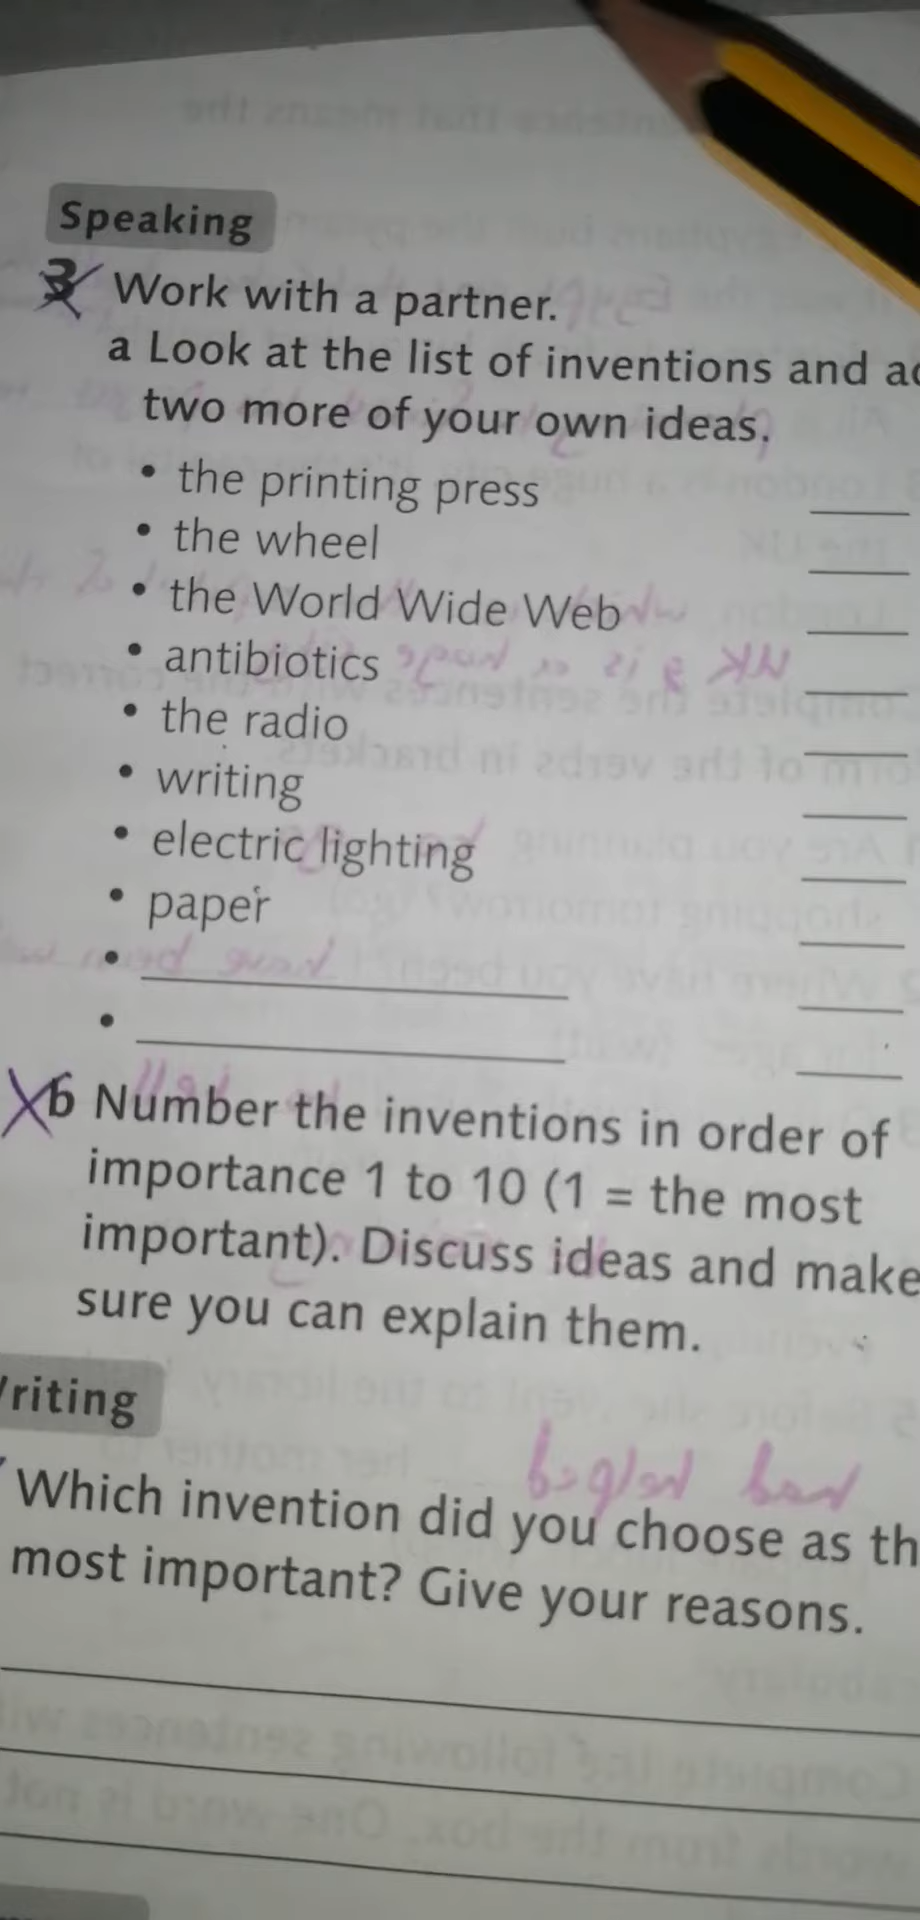 Speaking
3 Work with a partner.
a Look at the list of inventions and
two more of your own ideas.
• the printing press
• the wheel
• the World Wide Web
• antibiotics
• the radio
• writing
• electric lighting
• paper
•
•
b Number the inventions in order of
importance 1 to 10 (1 = the most
important). Discuss ideas and make
sure you can explain them.
riting
Which invention did you choose as th
most important? Give your reasons.